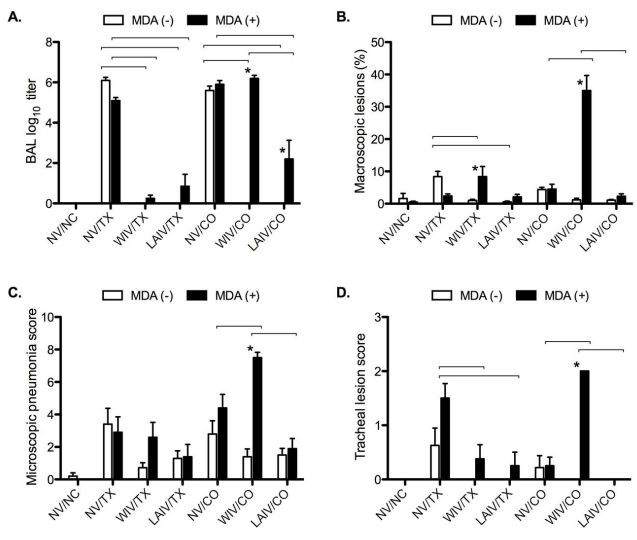 A.
MDA (-) MDA (+)
BAL log10 titer
8
6
4
2
0
*
*
NV/NC
NV/TX
WIV/TX
LAIV/TX
NV/CO
WIV/CO
LAIV/CO
B.
MDA (-) MDA (+)
Macroscopic lesions (%)
50
40
30
20
10
0
*
*
NV/NC
NV/TX
WIV/TX
LAIV/TX
NV/CO
WIV/CO
LAIV/CO
C.
MDA (-) MDA (+)
Microscopic pneumonia score
10
8
6
4
2
0
*
NV/NC
NV/TX
WIV/TX
LAIV/TX
NV/CO
WIV/CO
LAIV/CO
D.
MDA (-) MDA (+)
Tracheal lesion score
3
2
1
0
*
NV/NC
NV/TX
WIV/TX
LAIV/TX
NV/CO
WIV/CO
LAIV/CO